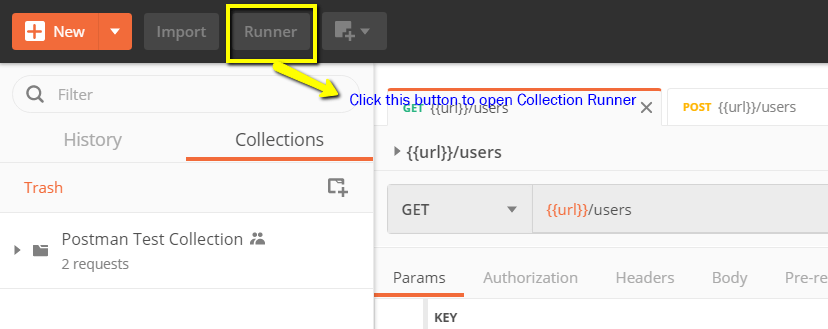 New Import Runner
Filter
Click this button to open Collection Runner
GET {{url}}/users
POST {{url}}/users
History Collections
{{url}}/users
Trash
GET {{url}}/users
Postman Test Collection
2 requests
Params Authorization Headers Body Pre-re
KEY